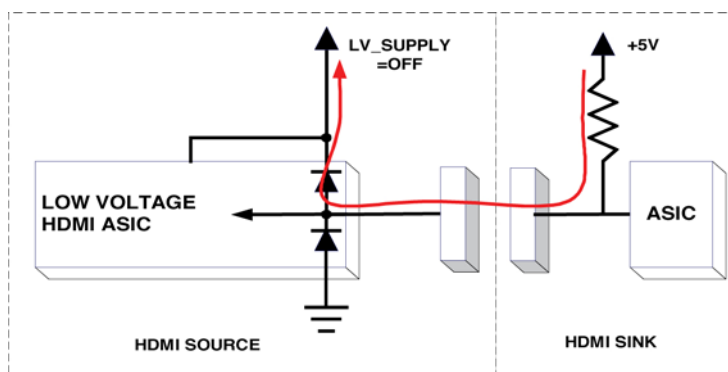 LV_SUPPLY
=OFF
+5V
LOW VOLTAGE
HDMI ASIC
ASIC
HDMI SOURCE
HDMI SINK